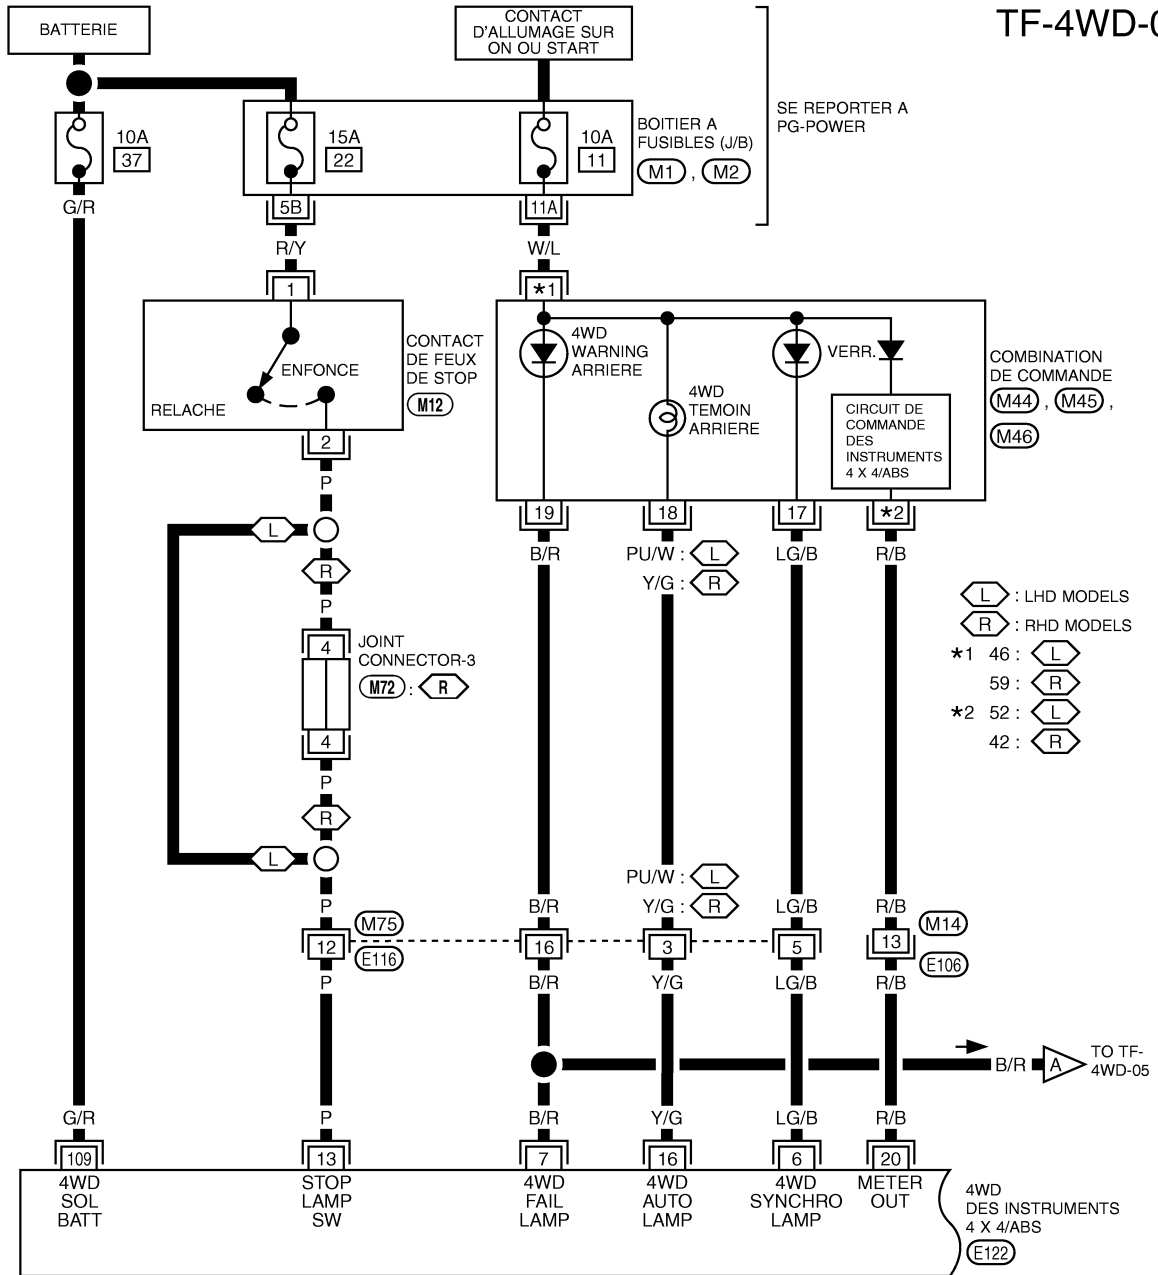 TF-4WD-0
BATTERIE
CONTACT
D'ALLUMAGE SUR
ON OU START
SE REPORTER A
PG-POWER
10A
37
15A
22
10A
11
BOITIER A
FUSIBLES (J/B)
M1 , M2
G/R
5B
11A
R/Y
W/L
1
*1
CONTACT
DE FEUX
DE STOP
M12
ENFONCE
RELACHE
2
4WD
WARNING
ARRIERE
4WD
TEMOIN
ARRIERE
VERR.
CIRCUIT DE
COMMANDE
DES
INSTRUMENTS
4 X 4/ABS
COMBINATION
DE COMMANDE
M44 , M45 ,
M46
19
18
17
*2
P
L
R
P
B/R
PU/W : L
Y/G : R
LG/B
R/B
4
JOINT
CONNECTOR-3
M72 : R
4
L : LHD MODELS
R : RHD MODELS
*1 46 : L
59 : R
*2 52 : L
42 : R
P
R
L
P
B/R
PU/W : L
Y/G : R
LG/B
R/B
M75
M14
12
16
3
5
13
E116
E106
P
B/R
Y/G
LG/B
R/B
B/R
A
TO TF-
4WD-05
G/R
P
B/R
Y/G
LG/B
R/B
109
13
7
16
6
20
4WD
SOL
BATT
STOP
LAMP
SW
4WD
FAIL
LAMP
4WD
AUTO
LAMP
4WD
SYNCHRO
LAMP
METER
OUT
4WD
DES INSTRUMENTS
4 X 4/ABS
E122